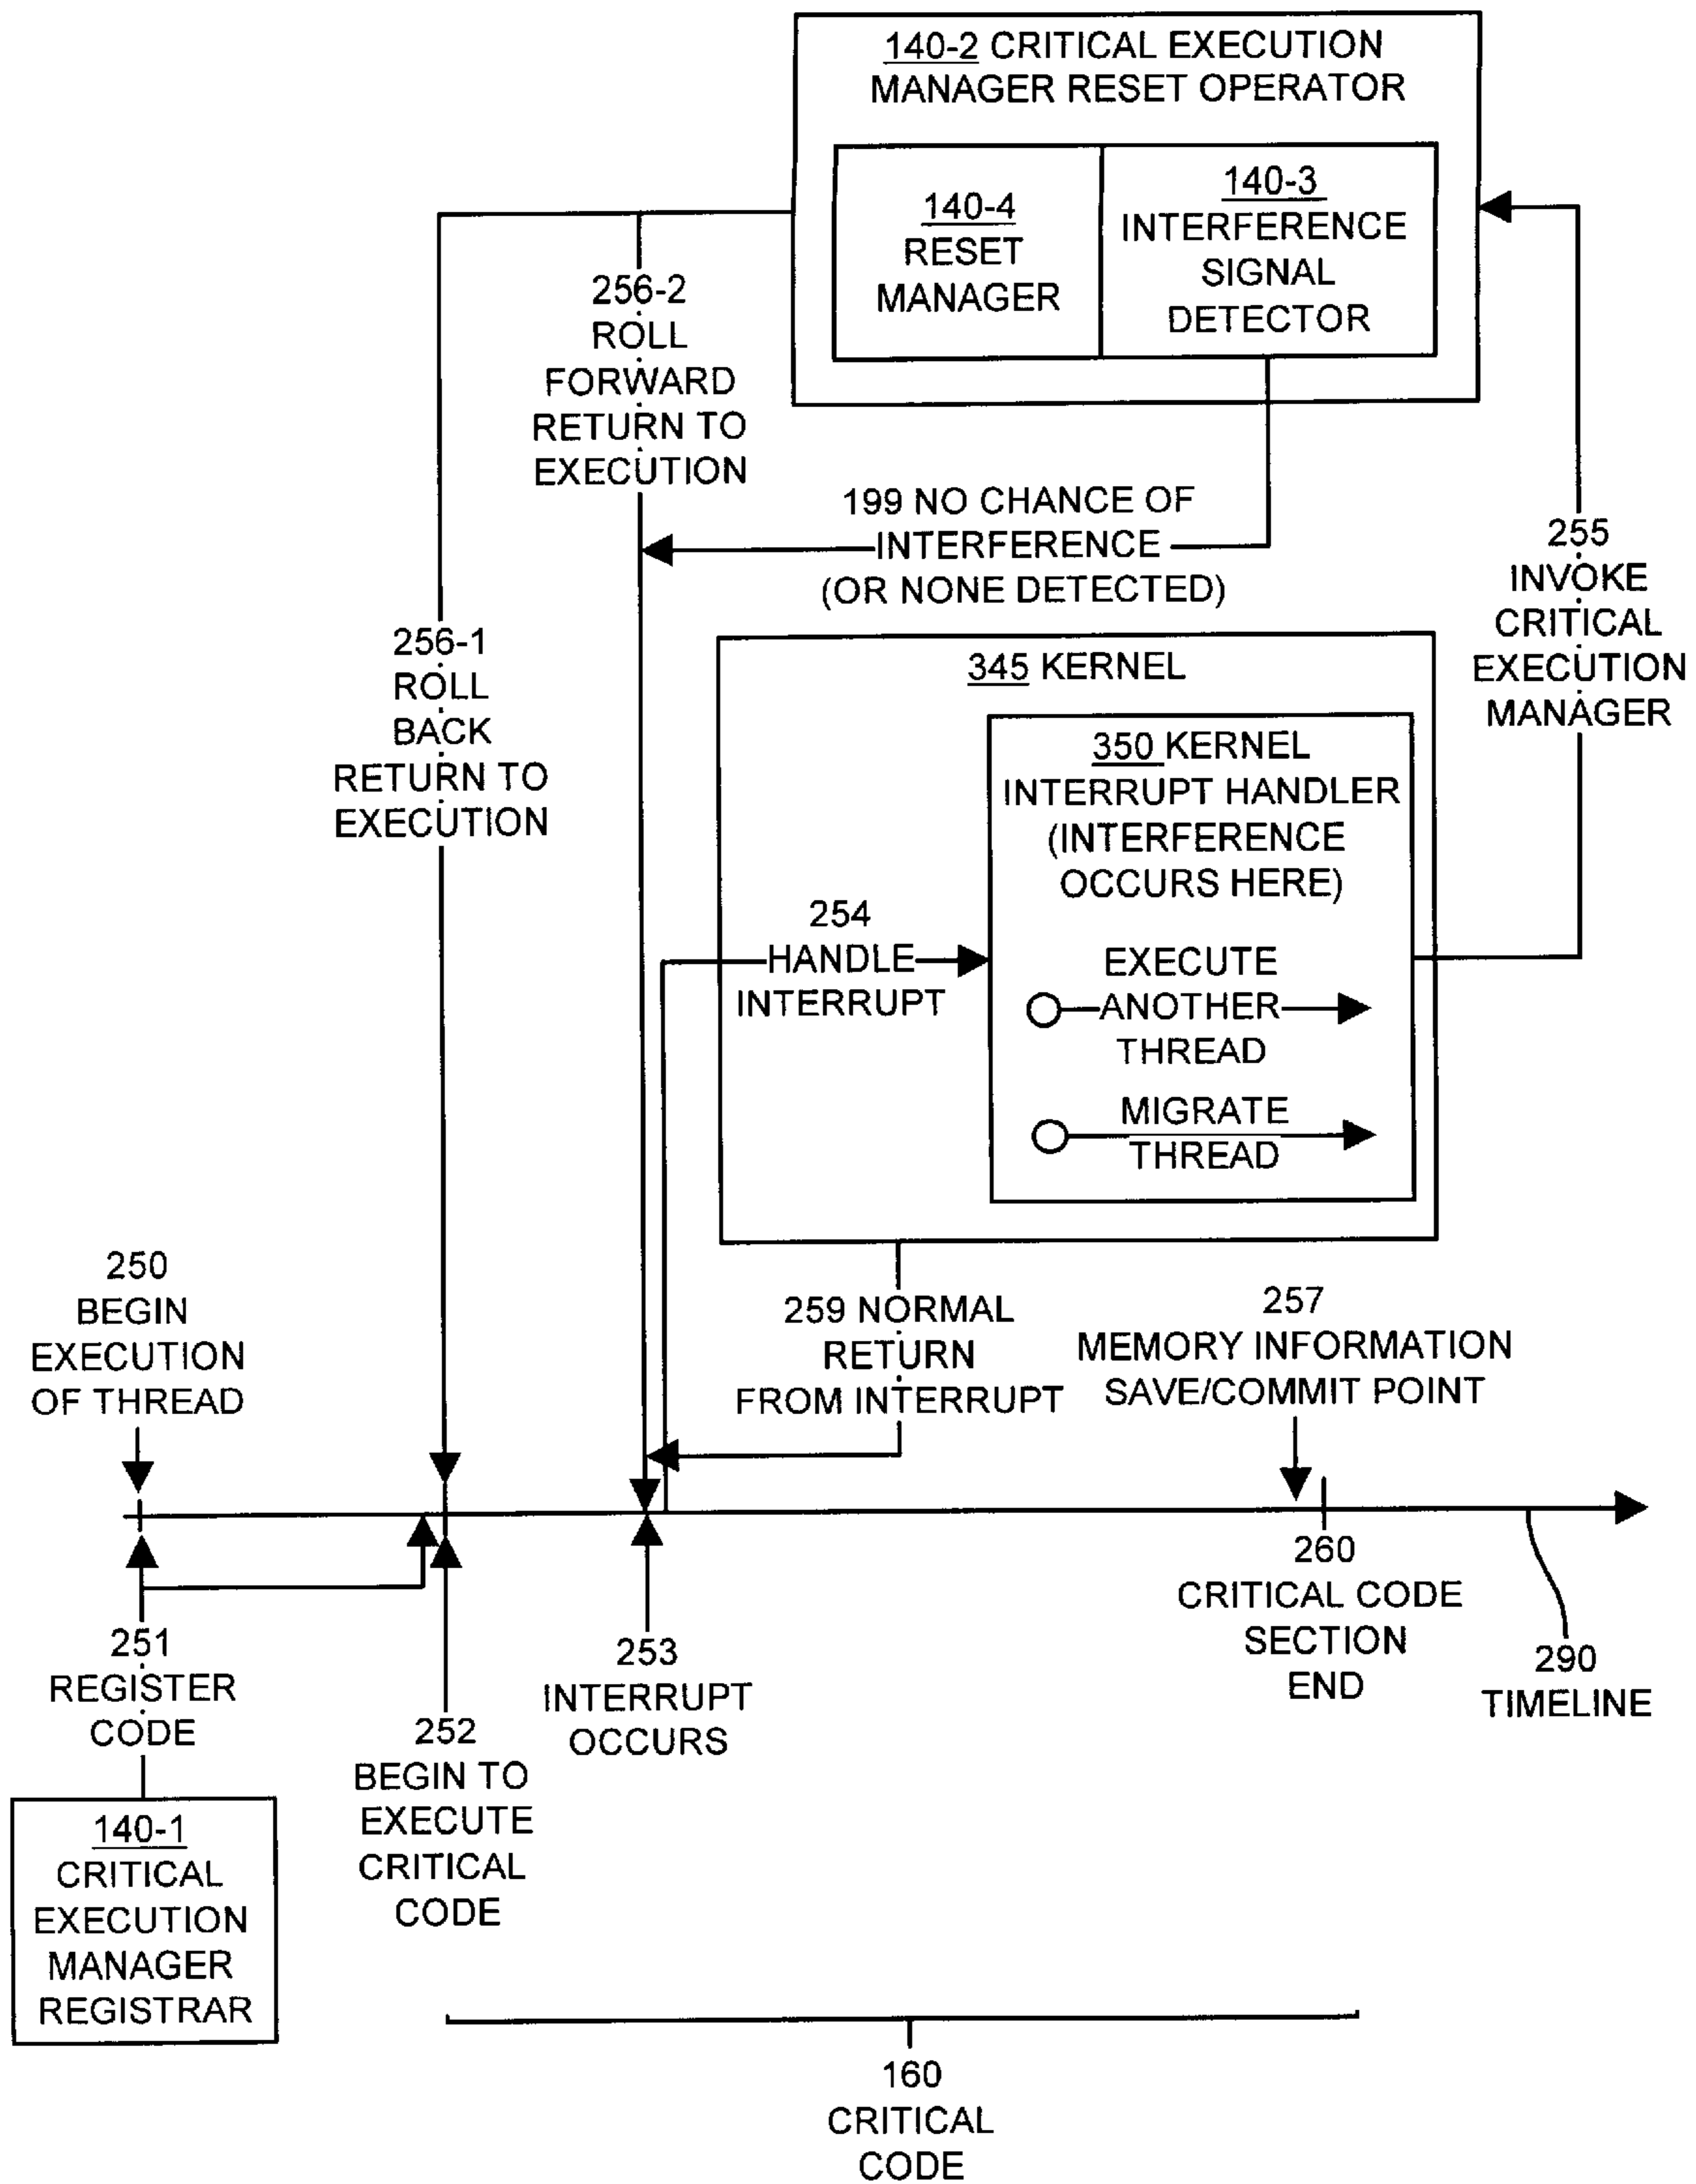 140-2 CRITICAL EXECUTION
MANAGER RESET OPERATOR
140-4
RESET
MANAGER
140-3
INTERFERENCE
SIGNAL
DETECTOR
256-2
ROLL
FORWARD
RETURN TO
EXECUTION
199 NO CHANCE OF
INTERFERENCE
(OR NONE DETECTED)
255
INVOKE
CRITICAL
EXECUTION
MANAGER
256-1
ROLL
BACK
RETURN TO
EXECUTION
345 KERNEL
350 KERNEL
INTERRUPT HANDLER
(INTERFERENCE
OCCURS HERE)
254
HANDLE
INTERRUPT
EXECUTE
ANOTHER
THREAD
MIGRATE
THREAD
250
BEGIN
EXECUTION
OF THREAD
259 NORMAL
RETURN
FROM INTERRUPT
257
MEMORY INFORMATION
SAVE/COMMIT POINT
251
REGISTER
CODE
252
BEGIN TO
EXECUTE
CRITICAL
CODE
253
INTERRUPT
OCCURS
260
CRITICAL CODE
SECTION
END
290
TIMELINE
140-1
CRITICAL
EXECUTION
MANAGER
REGISTRAR
160
CRITICAL
CODE